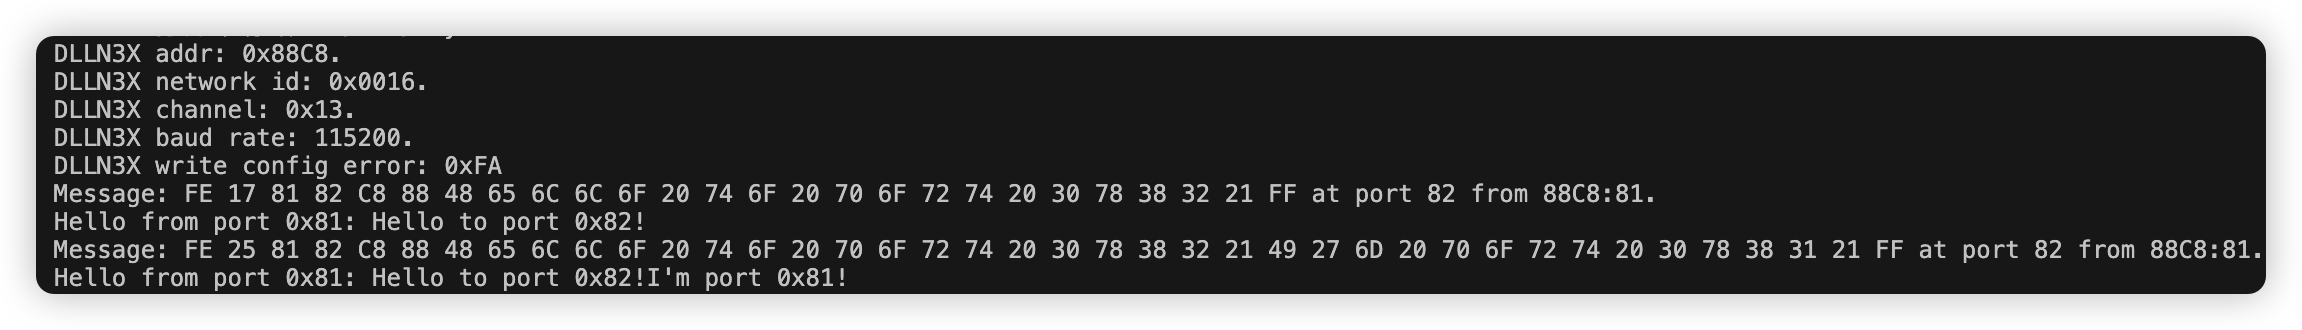 DLLN3X addr: 0x88C8.
DLLN3X network id: 0x0016.
DLLN3X channel: 0x13.
DLLN3X baud rate: 115200.
DLLN3X write config error: 0xFA
Message: FE 17 81 82 C8 88 48 65 6C 6C 6F 20 74 6F 20 70 6F 72 74 20 30 78 38 32 21 FF at port 82 from 88C8:81.
Hello from port 0x81: Hello to port 0x82!
Message: FE 25 81 82 C8 88 48 65 6C 6C 6F 20 74 6F 20 70 6F 72 74 20 30 78 38 32 21 49 27 6D 20 70 6F 72 74 20 30 78 38 31 21 FF at port 82 from 88C8:81.
Hello from port 0x81: Hello to port 0x82!I'm port 0x81!